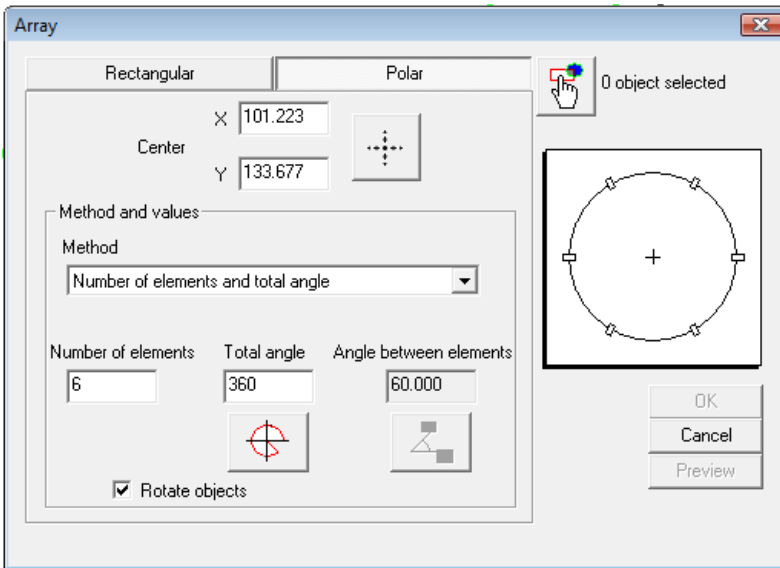 Array
Rectangular
Polar
0 object selected
X 101.223
Center
Y 133.677
Method and values
Method
Number of elements and total angle
Number of elements Total angle Angle between elements
6 360 60.000
Rotate objects
OK
Cancel
Preview